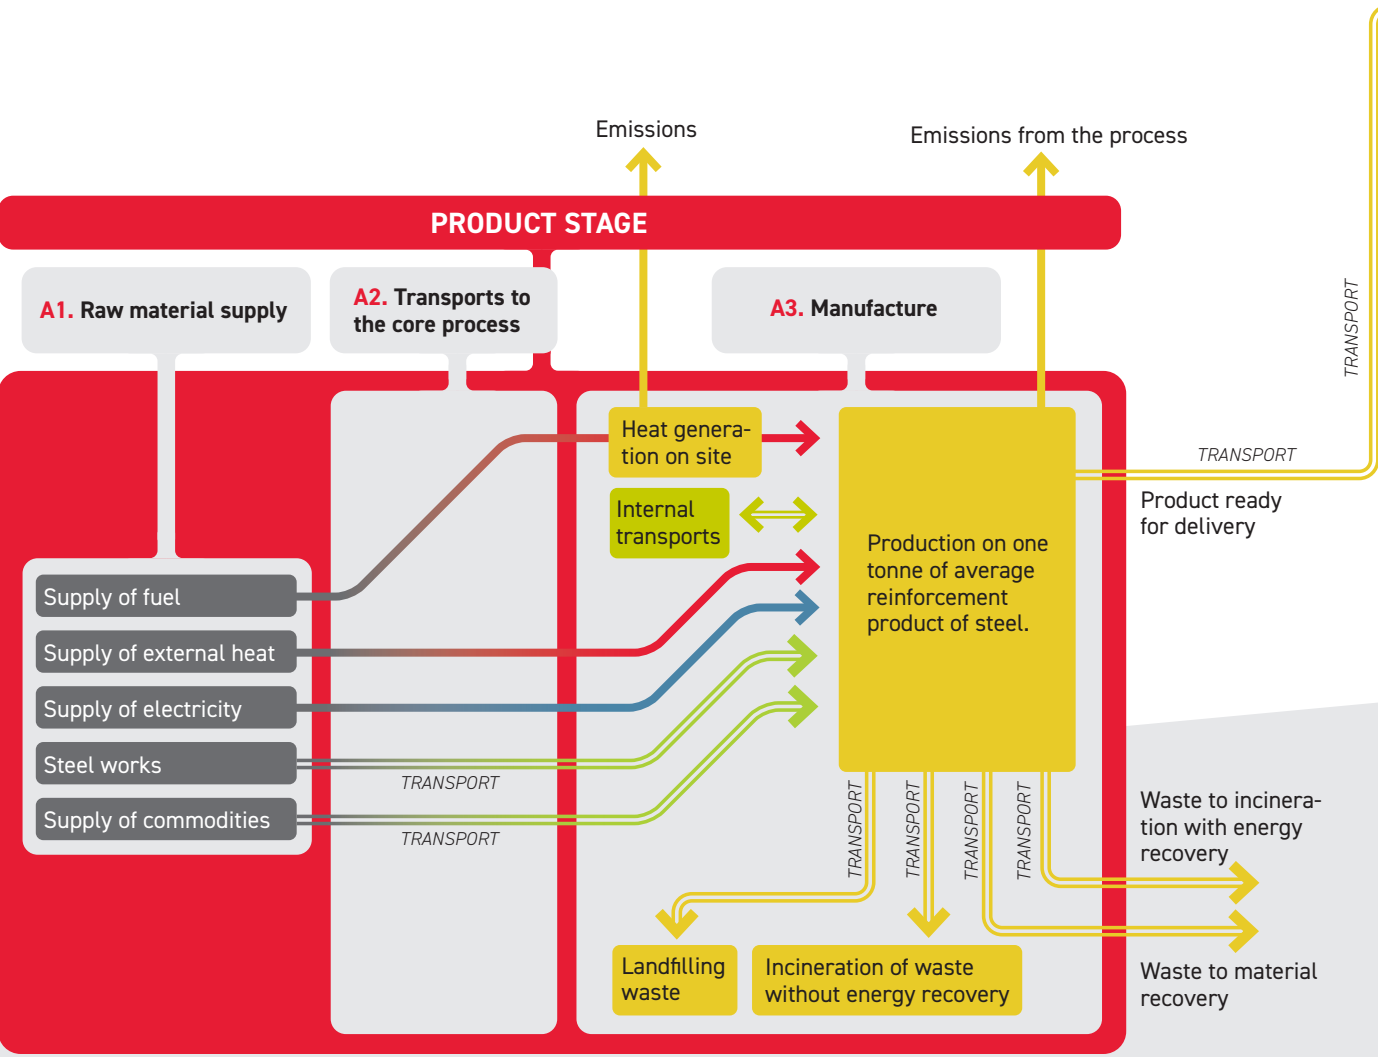 Emissions
Emissions from the process
PRODUCT STAGE
A1. Raw material supply
A2. Transports to
the core process
A3. Manufacture
TRANSPORT
Heat genera-
tion on site
TRANSPORT
Internal
transports
Product ready
for delivery
Production on one
tonne of average
reinforcement
product of steel.
Supply of fuel
Supply of external heat
Supply of electricity
Steel works
TRANSPORT
Supply of commodities
TRANSPORT
TRANSPORT
TRANSPORT
TRANSPORT
TRANSPORT
Waste to incinera-
tion with energy
recovery
Landfilling
waste
Incineration of waste
without energy recovery
Waste to material
recovery